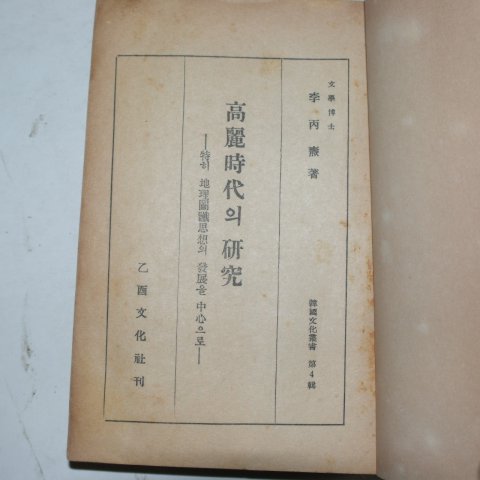 文學博士
李丙燾 著
韓國文化叢書 第4輯
高麗時代의 研究
—特히 地理圖讖思想의 發展을 中心으로—
乙酉文化社刊